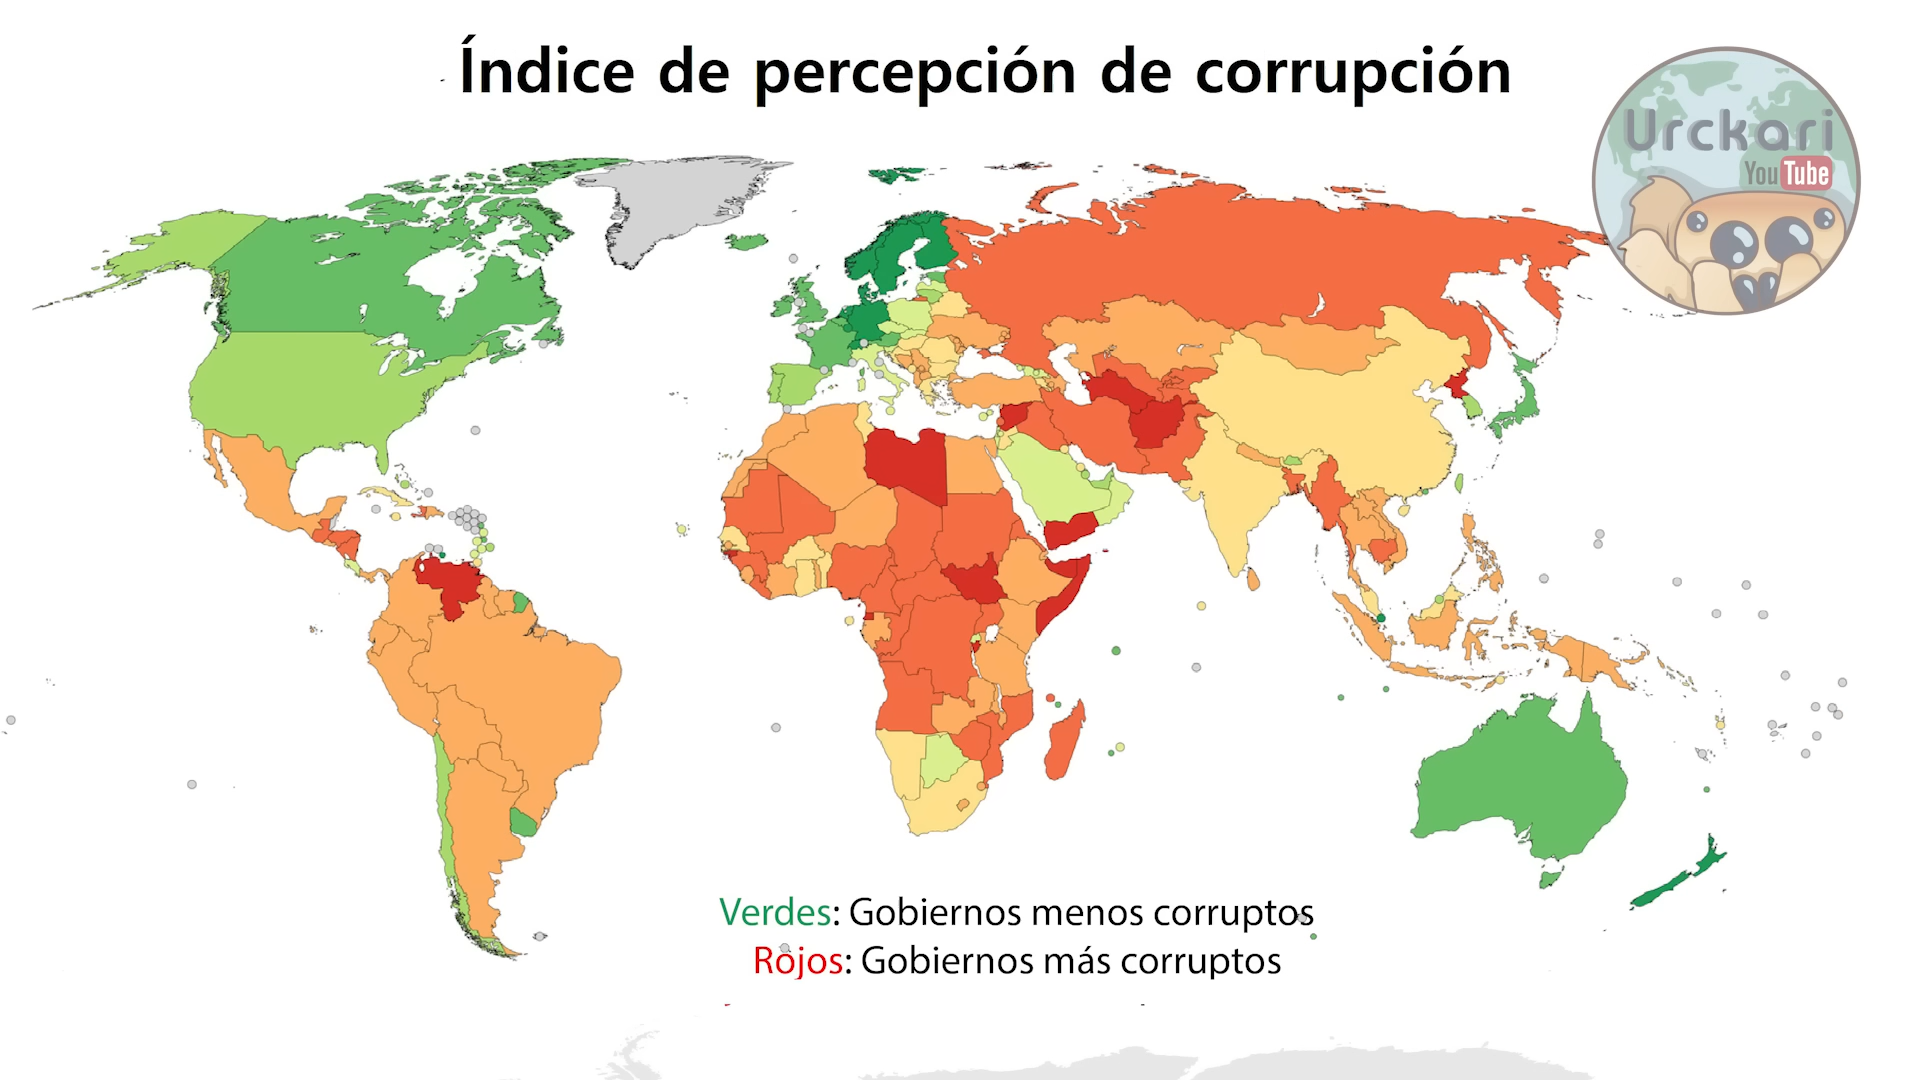 Índice de percepción de corrupción
Urckari
YouTube
Verdes: Gobiernos menos corruptos
Rojos: Gobiernos más corruptos